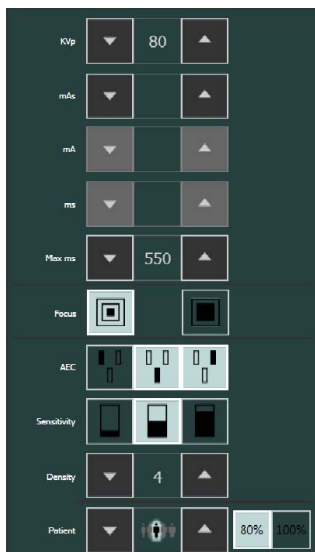 KVp 80
mAs
mA
ms
Max ms 550
Focus
AEC
Sensitivity
Density 4
Patient 80% 100%